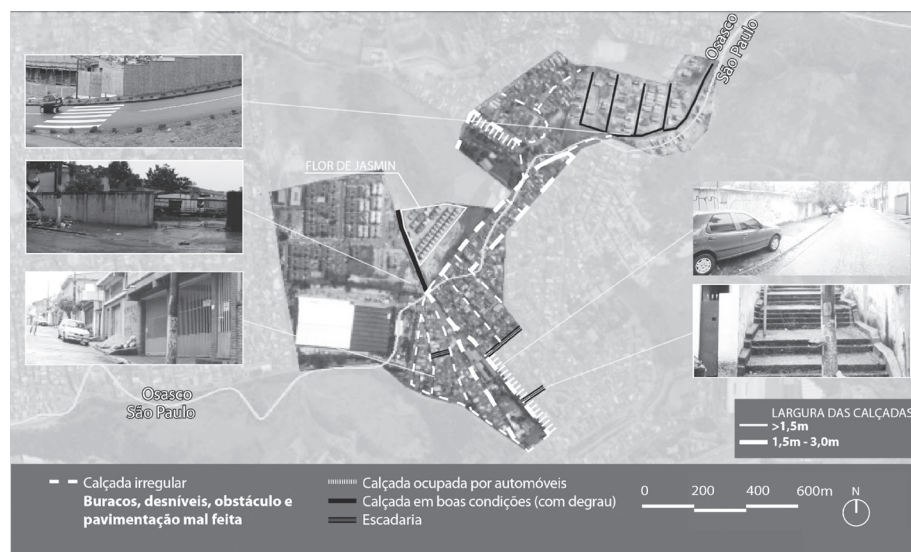 Osasco
São Paulo
FLOR DE JASMIN
Osasco
São Paulo
LARGURA DAS CALÇADAS
>1,5m
1,5m - 3,0m
Calçada irregular
Buracos, desníveis, obstáculo e
pavimentação mal feita
Calçada ocupada por automóveis
Calçada em boas condições (com degrau)
Escadaria
0 200 400 600m
N